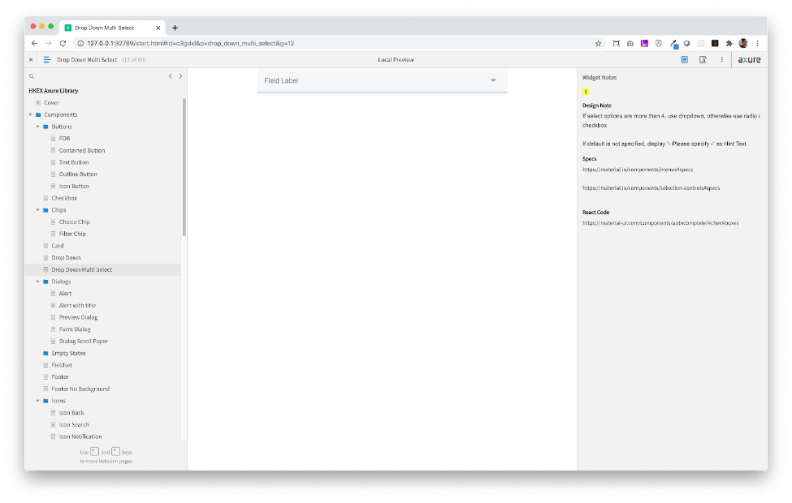 Drop Down Multi Select
127.0.0.1:32769/start.html#id=o3gdxl&p=drop_down_multi_select&g=12
Drop Down Multi Select
Local Preview
axure
HKEX Axure Library
Cover
Components
Buttons
FOB
Contained Button
Text Button
Outline Button
Icon Button
Checkbox
Chips
Choice Chip
Filter Chip
Card
Drop Down
Drop Down Multi Select
Dialogs
Alert
Alert with title
Preview Dialog
Form Dialog
Dialog Scroll Paper
Empty States
Fieldset
Footer
Footer No Background
Icons
Icon Back
Icon Search
Icon Notification
Use and keys
to move between pages
Field Label
Widget Notes
Design Note
If select options are more than 4, use dropdown, otherwise use radio /
checkbox
If default is not specified, display "- Please specify -" as Hint Text
Specs
https://material.io/components/menus#specs
https://material.io/components/selection-controls#specs
React Code
https://material-ui.com/components/autocomplete/#checkboxes